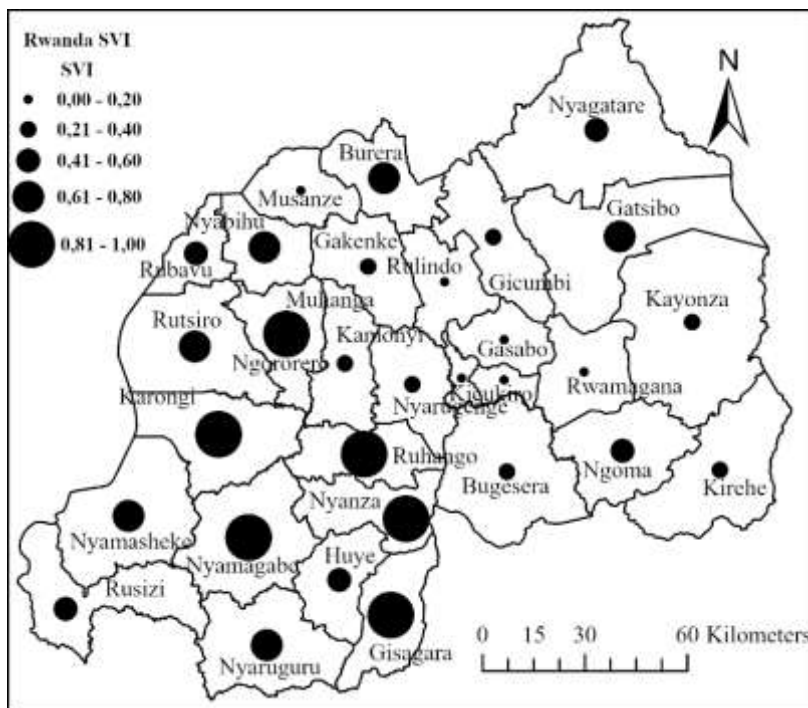 Rwanda SVI
SVI
0,00 - 0,20
0,21 - 0,40
0,41 - 0,60
0,61 - 0,80
0,81 - 1,00
N
Nyagatare
Burera
Musanze
Gatsibo
Nyabihu
Gakenke
Rulindo
Rubavu
Gicumbi
Muhanga
Kayonza
Rutsiro
Kamonyi
Gasabo
Ngororero
Rwamagana
Kicukiro
Karongi
Nyarugenge
Ruhango
Bugesera
Ngoma
Kirehe
Nyanza
Nyamasheke
Nyamagabe
Huye
Rusizi
Gisagara
Nyaruguru
0 15 30 60 Kilometers